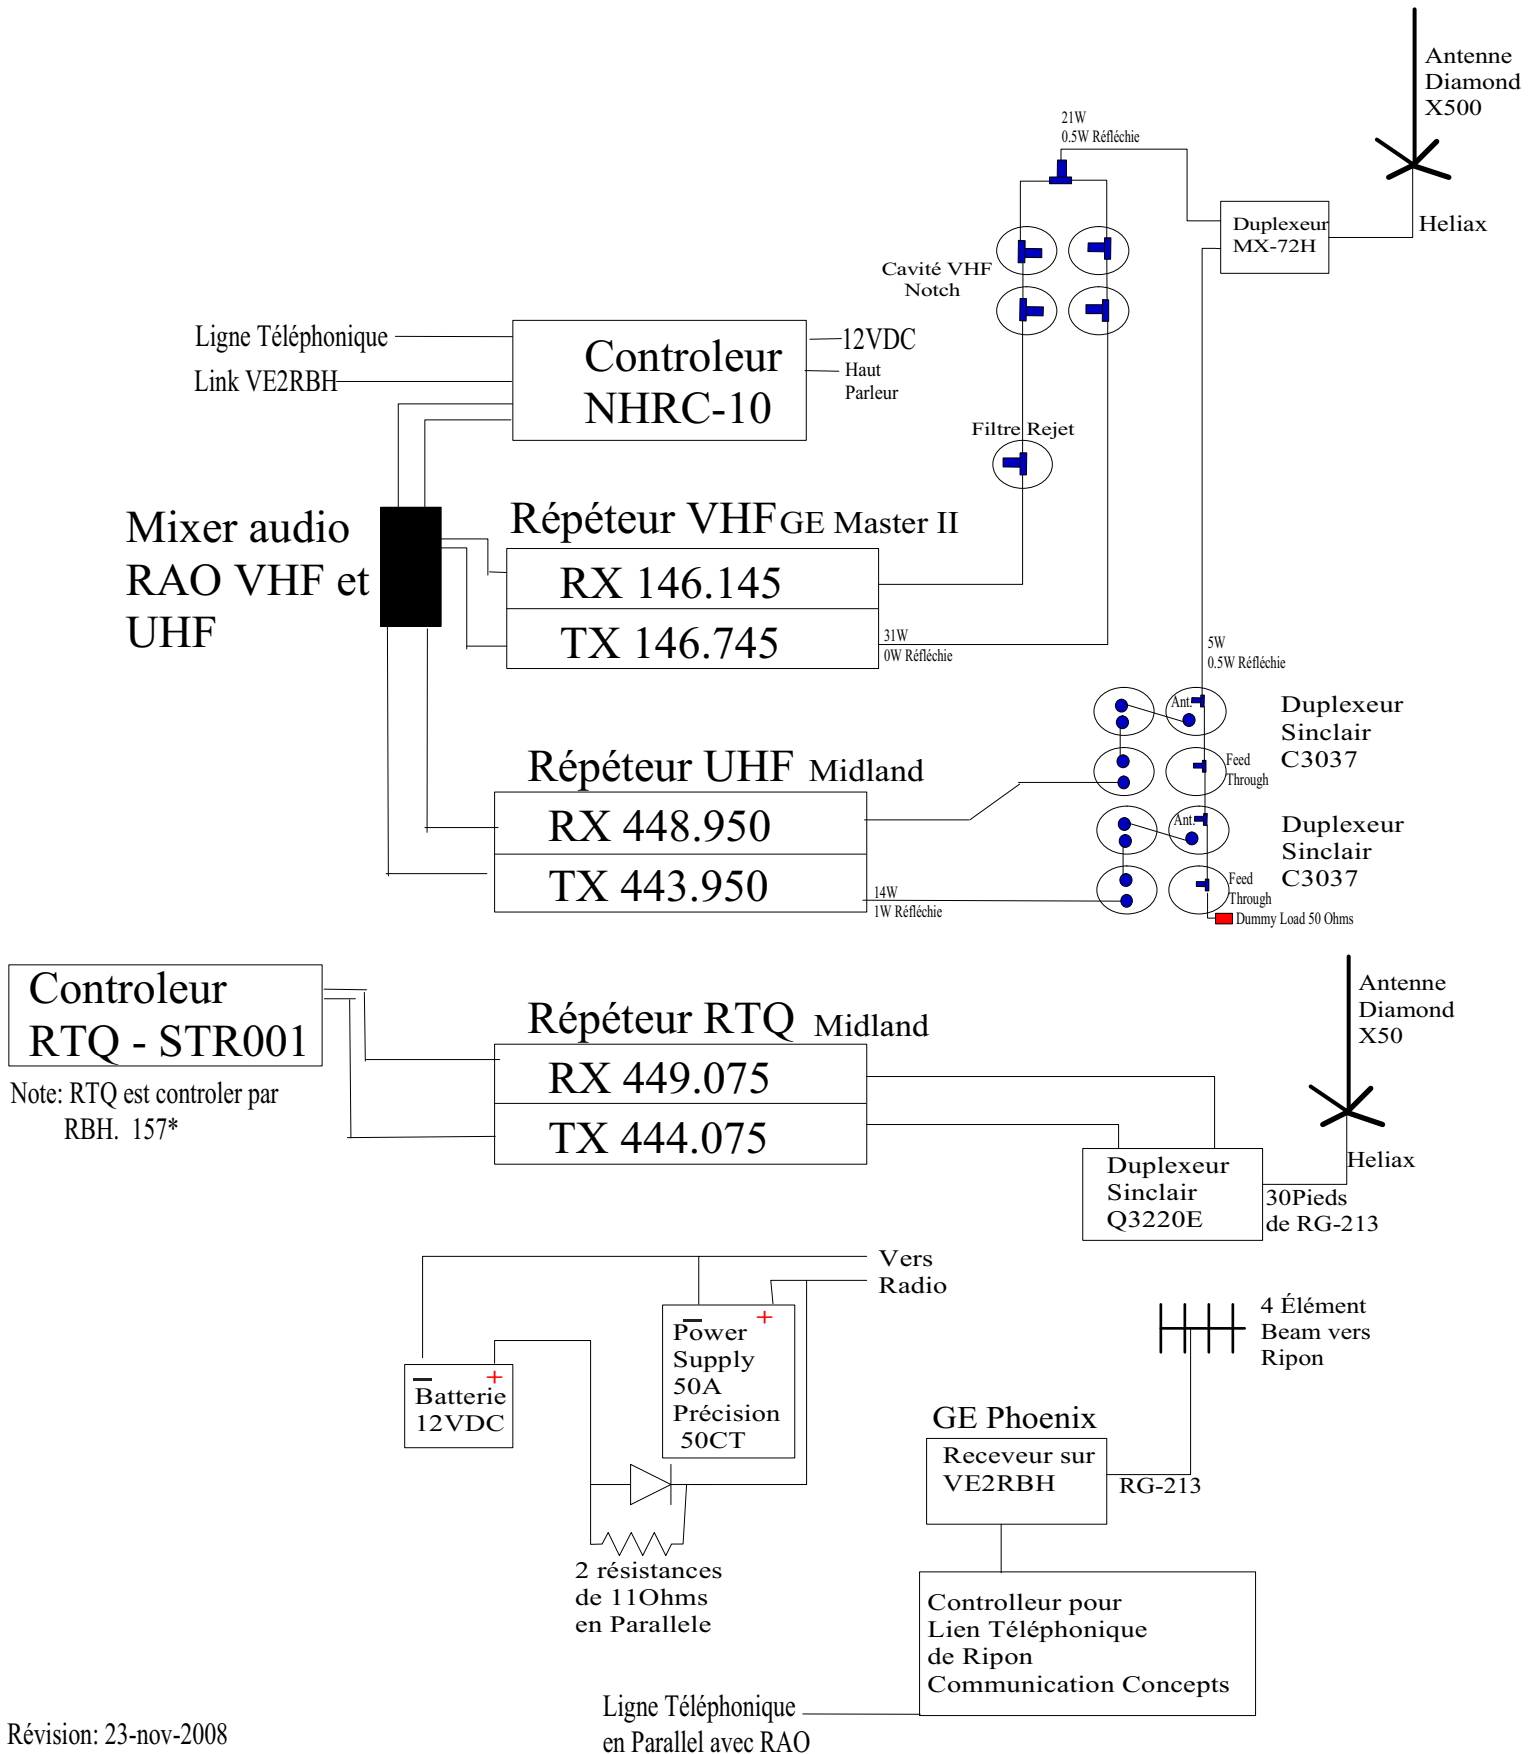 Antenne
Diamond
X500
21W
0.5W Réfléchie
Duplexeur
MX-72H
Heliax
Cavité VHF
Notch
Ligne Téléphonique
Link VE2RBH
Controleur
NHRC-10
12VDC
Haut
Parleur
Filtre Rejet
Mixer audio
RAO VHF et
UHF
Répéteur VHF GE Master II
RX 146.145
TX 146.745
31W
0W Réfléchie
5W
0.5W Réfléchie
Répéteur UHF Midland
RX 448.950
TX 443.950
14W
1W Réfléchie
Ant.
Feed
Through
Duplexeur
Sinclair
C3037
Ant.
Feed
Through
Duplexeur
Sinclair
C3037
Dummy Load 50 Ohms
Controleur
RTQ - STR001
Note: RTQ est controler par
RBH. 157*
Répéteur RTQ Midland
RX 449.075
TX 444.075
Antenne
Diamond
X50
Heliax
Duplexeur
Sinclair
Q3220E
30Pieds
de RG-213
Vers
Radio
− +
Power
Supply
50A
Précision
50CT
− +
Batterie
12VDC
2 résistances
de 11Ohms
en Parallele
4 Élément
Beam vers
Ripon
GE Phoenix
Receveur sur
VE2RBH
RG-213
Controlleur pour
Lien Téléphonique
de Ripon
Communication Concepts
Ligne Téléphonique
en Parallel avec RAO
Révision: 23-nov-2008